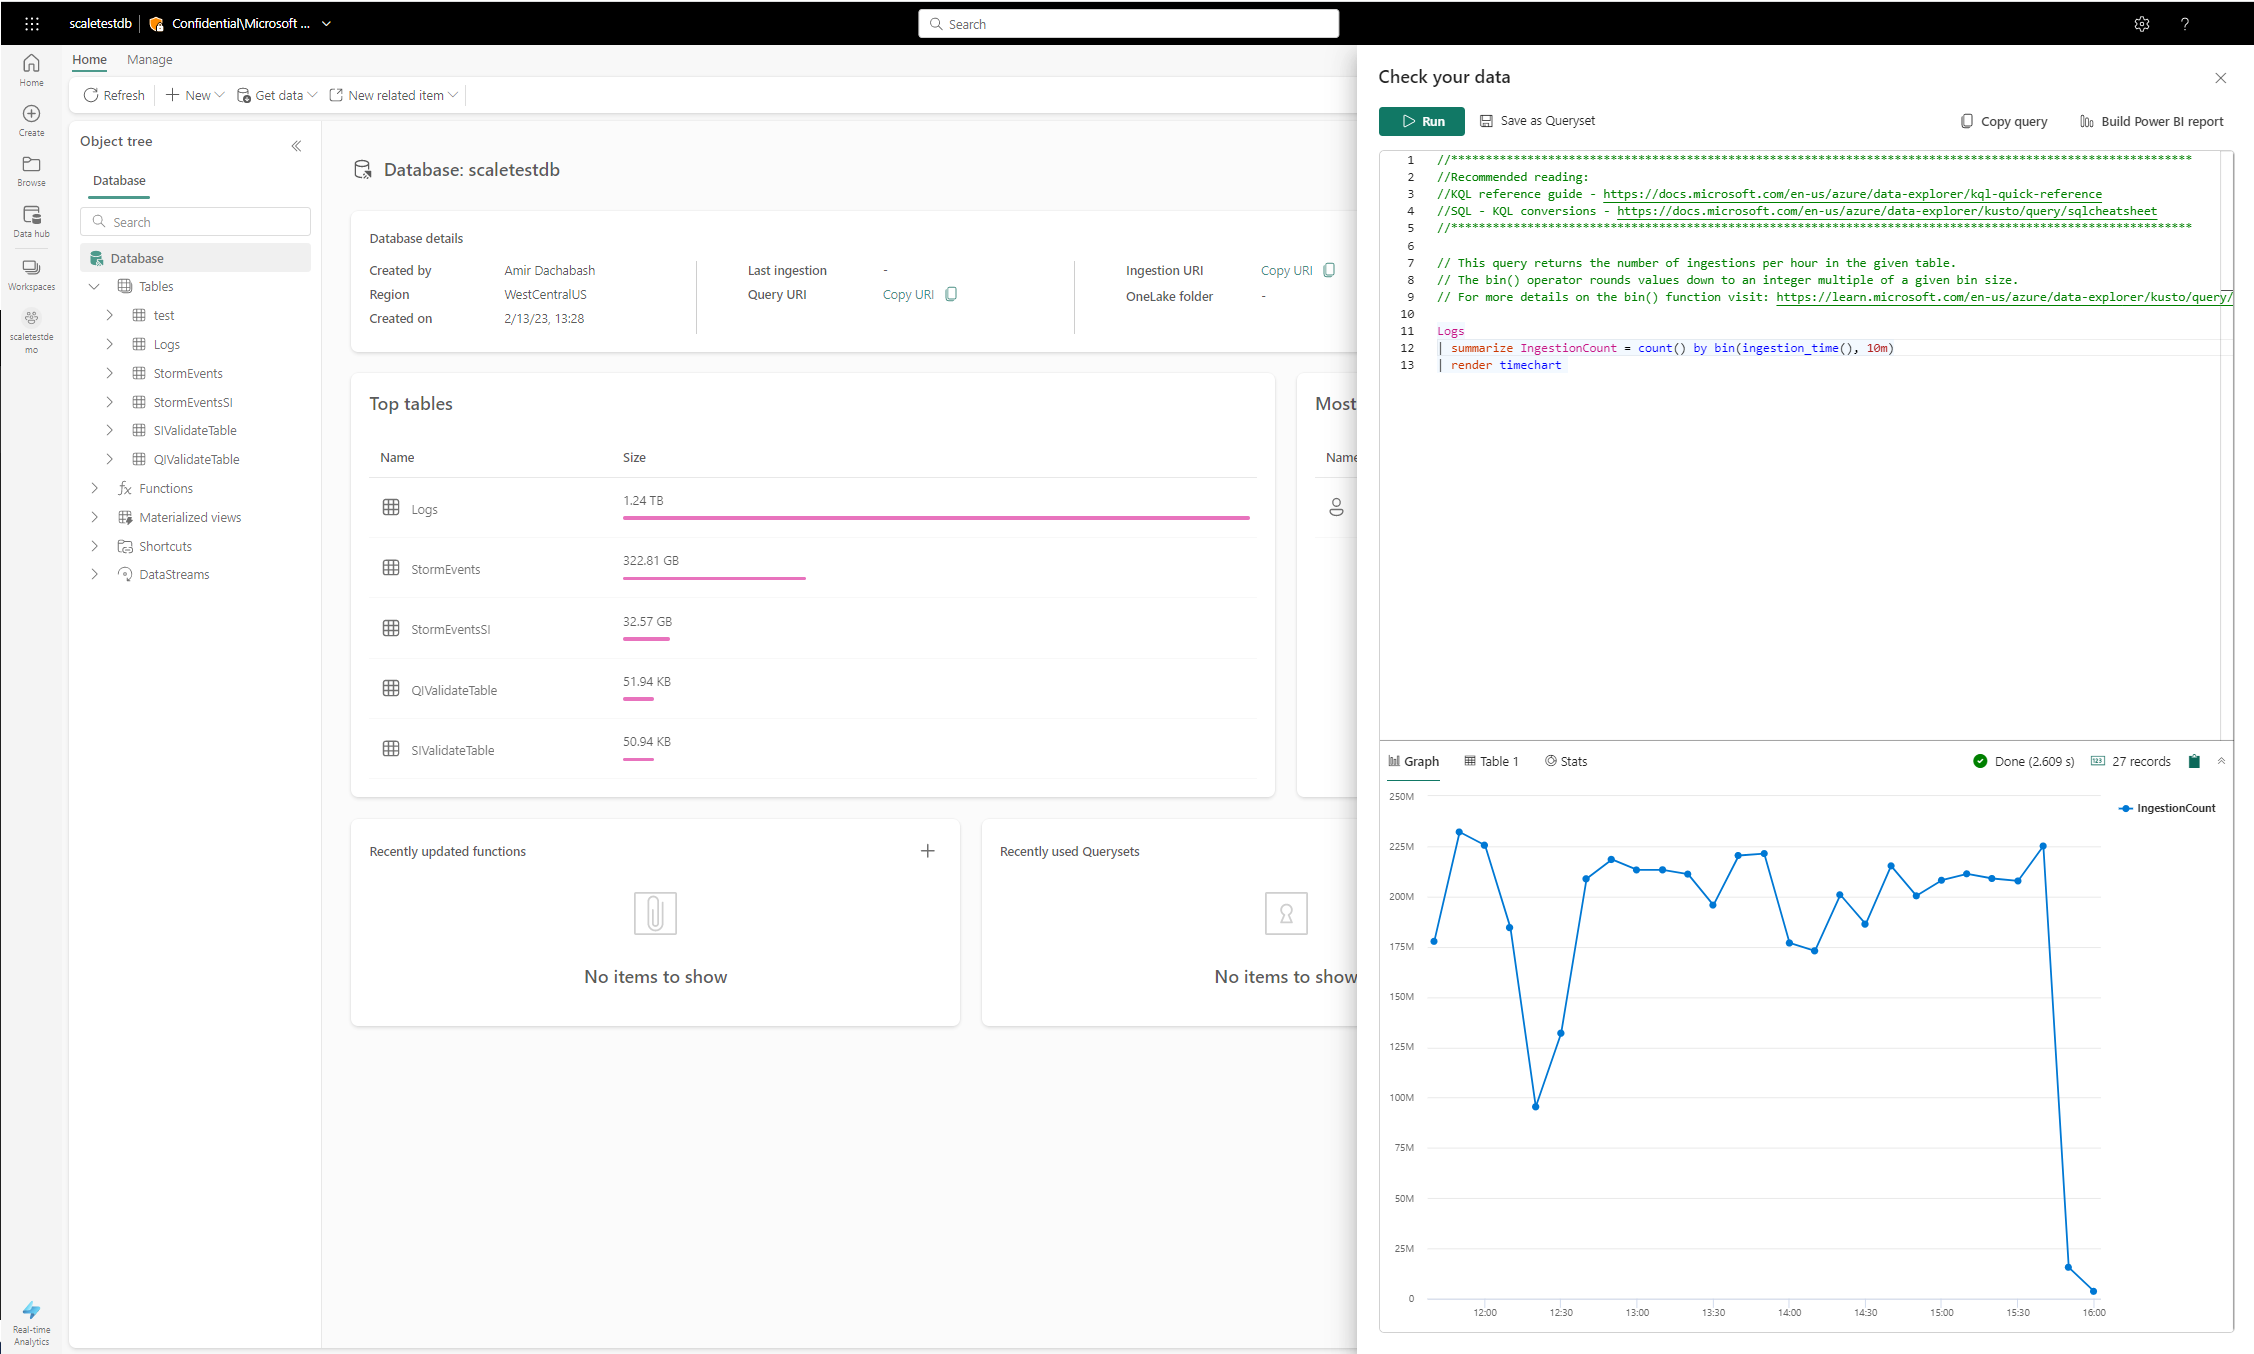 scaletestdb
Confidential\Microsoft ...
Search
Home
Create
Browse
Data hub
Workspaces
scaletestde
mo
Real-time
Analytics
Home
Manage
Refresh
New
Get data
New related item
Object tree
Database
Search
Database
Tables
test
Logs
StormEvents
StormEventsSI
SIValidateTable
QIValidateTable
Functions
Materialized views
Shortcuts
DataStreams
Database: scaletestdb
Database details
Created by Amir Dachabash
Region WestCentralUS
Created on 2/13/23, 13:28
Last ingestion -
Query URI Copy URI
Ingestion URI Copy URI
OneLake folder -
Top tables
Name Size
Logs 1.24 TB
StormEvents 322.81 GB
StormEventsSI 32.57 GB
QIValidateTable 51.94 KB
SIValidateTable 50.94 KB
Most
Name
Recently updated functions
No items to show
Recently used Querysets
No items to show
Check your data
Run
Save as Queryset
Copy query
Build Power BI report
1 //***********************************************************************************************************
2 //Recommended reading:
3 //KQL reference guide - https://docs.microsoft.com/en-us/azure/data-explorer/kql-quick-reference
4 //SQL - KQL conversions - https://docs.microsoft.com/en-us/azure/data-explorer/kusto/query/sqlcheatsheet
5 //***********************************************************************************************************
6
7 // This query returns the number of ingestions per hour in the given table.
8 // The bin() operator rounds values down to an integer multiple of a given bin size.
9 // For more details on the bin() function visit: https://learn.microsoft.com/en-us/azure/data-explorer/kusto/query/
10
11 Logs
12 | summarize IngestionCount = count() by bin(ingestion_time(), 10m)
13 | render timechart
Graph
Table 1
Stats
Done (2.609 s)
27 records
IngestionCount
250M
225M
200M
175M
150M
125M
100M
75M
50M
25M
0
12:00 12:30 13:00 13:30 14:00 14:30 15:00 15:30 16:00